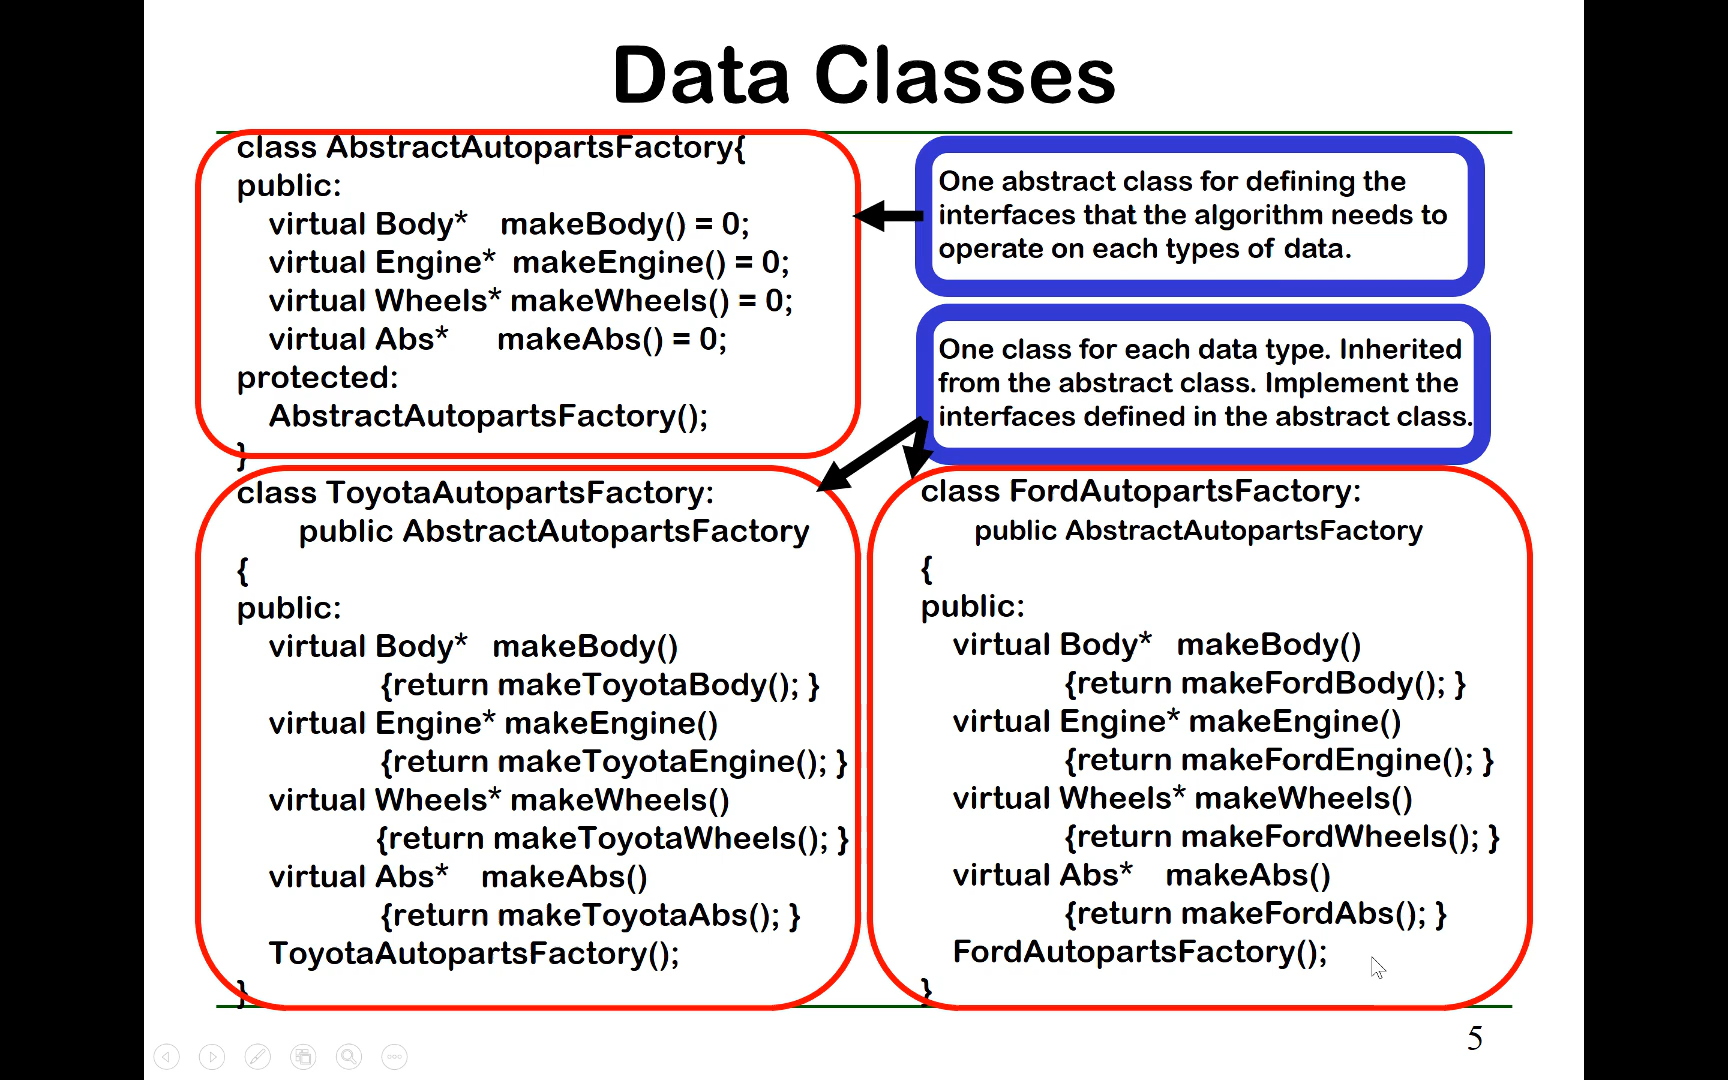 Data Classes
class AbstractAutopartsFactory{
public:
virtual Body* makeBody() = 0;
virtual Engine* makeEngine() = 0;
virtual Wheels* makeWheels() = 0;
virtual Abs* makeAbs() = 0;
protected:
AbstractAutopartsFactory();
}
One abstract class for defining the
interfaces that the algorithm needs to
operate on each types of data.
One class for each data type. Inherited
from the abstract class. Implement the
interfaces defined in the abstract class.
class ToyotaAutopartsFactory:
public AbstractAutopartsFactory
{
public:
virtual Body* makeBody()
{return makeToyotaBody(); }
virtual Engine* makeEngine()
{return makeToyotaEngine(); }
virtual Wheels* makeWheels()
{return makeToyotaWheels(); }
virtual Abs* makeAbs()
{return makeToyotaAbs(); }
ToyotaAutopartsFactory();
}
class FordAutopartsFactory:
public AbstractAutopartsFactory
{
public:
virtual Body* makeBody()
{return makeFordBody(); }
virtual Engine* makeEngine()
{return makeFordEngine(); }
virtual Wheels* makeWheels()
{return makeFordWheels(); }
virtual Abs* makeAbs()
{return makeFordAbs(); }
FordAutopartsFactory();
}
5